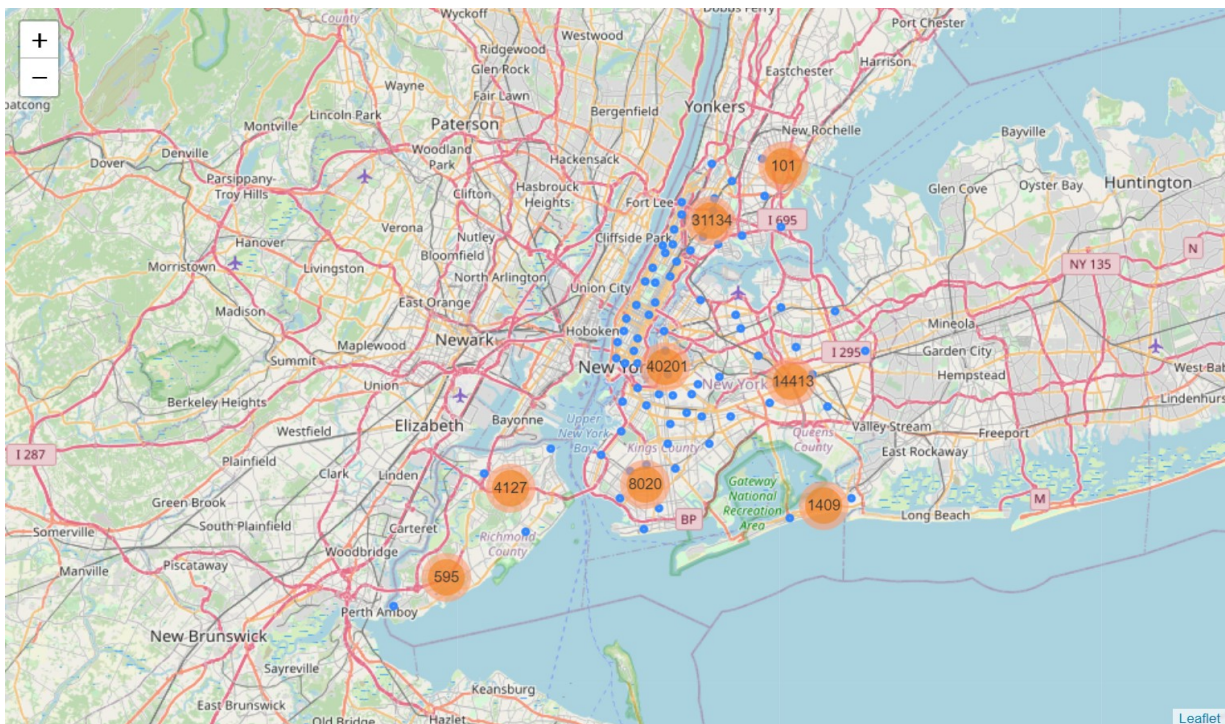 County
Wyckoff
Dobbs Ferry
Port Chester
+
−
Ridgewood
Westwood
Glen Rock
Eastchester
Harrison
Wayne
Fair Lawn
Lincoln Park
Bergenfield
Yonkers
Montville
Paterson
New Rochelle
Bayville
Denville
Dover
Woodland
Park
Hackensack
101
Parsippany-
Troy Hills
Clifton
Hasbrouck
Heights
Fort Lee
Glen Cove
Oyster Bay
Huntington
31134
I 695
Verona
Nutley
Cliffside Park
Hanover
Bloomfield
N
Morristown
Livingston
North Arlington
NY 135
Union City
East Orange
Madison
Hoboken
Mineola
Maplewood
Newark
Summit
New Yo
40201
I 295
Garden City
Union
New York
14413
Hempstead
West Bab
Berkeley Heights
Lindenhurs
Elizabeth
Bayonne
Upper
New York
Bay
Valley Stream
Freeport
Westfield
Queens
County
Kings County
East Rockaway
I 287
Plainfield
Clark
Linden
4127
8020
Gateway
National
Recreation
Area
1409
M
Green Brook
BP
Long Beach
South Plainfield
Carteret
Somerville
Richmond
County
Woodbridge
Piscataway
Manville
595
Perth Amboy
New Brunswick
Sayreville
Keansburg
East Brunswick
Old Bridge
Hazlet
Leaflet